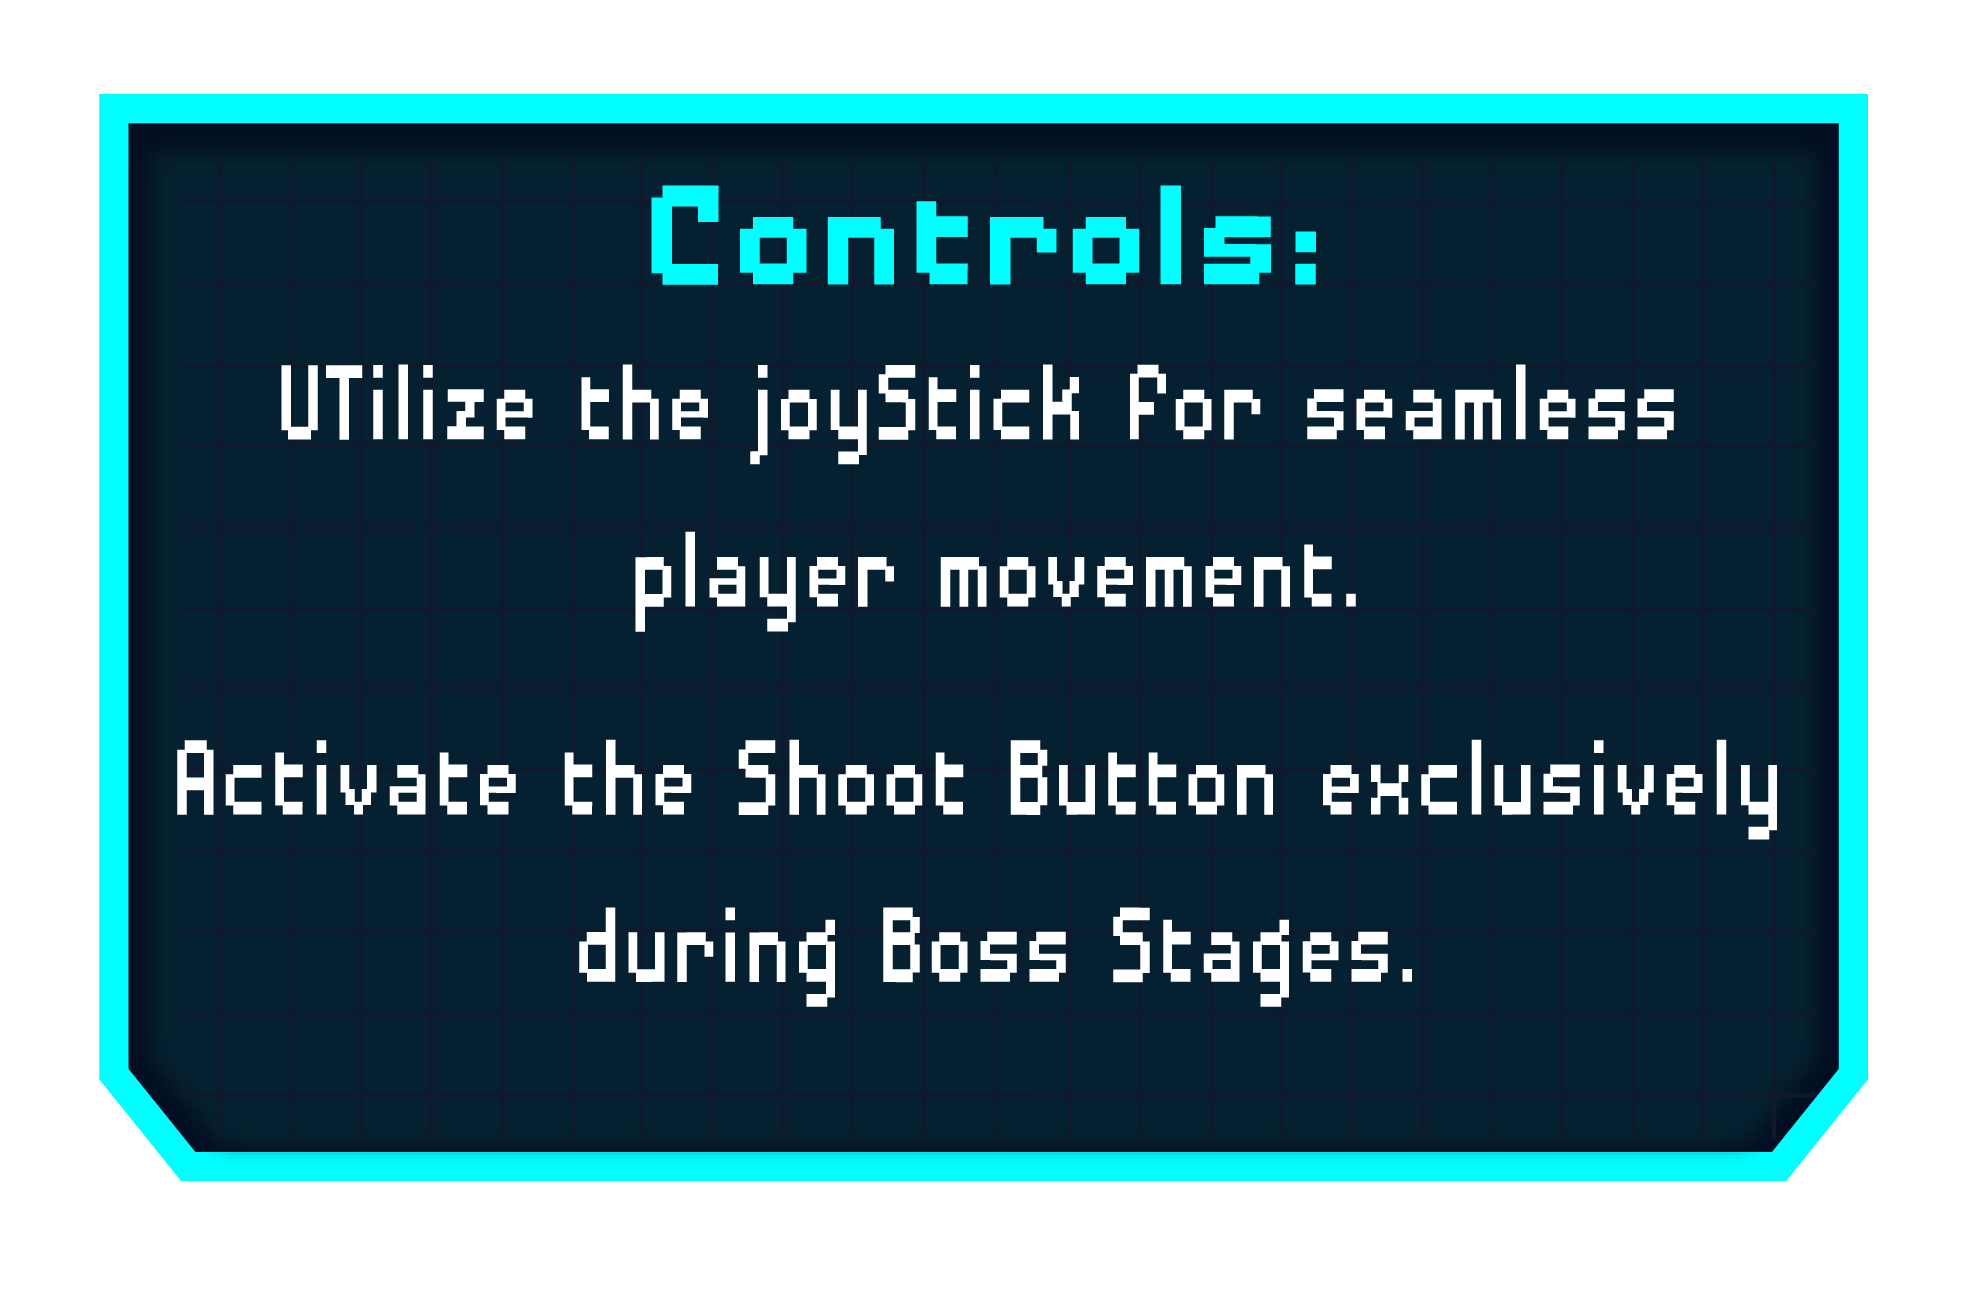 Controls:
UTilize the joyStick for seamless
player movement.
Activate the Shoot Button exclusively
during Boss Stages.